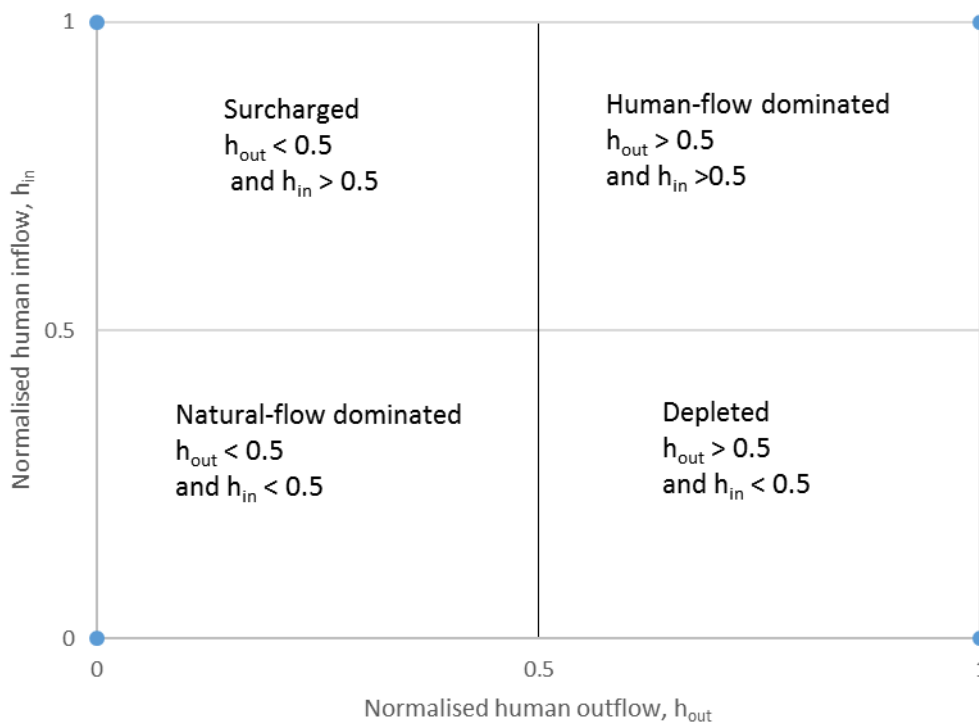 1
Surcharged
hout < 0.5
and hin > 0.5
Human-flow dominated
hout > 0.5
and hin >0.5
Normalised human inflow, hin
0.5
Natural-flow dominated
hout < 0.5
and hin < 0.5
Depleted
hout > 0.5
and hin < 0.5
0
0
0.5
1
Normalised human outflow, hout